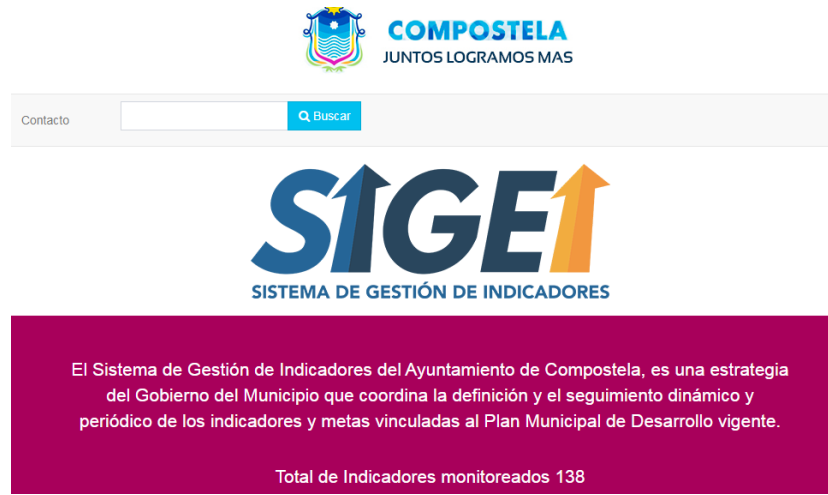 COMPOSTELA
JUNTOS LOGRAMOS MAS
Contacto
Buscar
SIGEI
SISTEMA DE GESTIÓN DE INDICADORES
El Sistema de Gestión de Indicadores del Ayuntamiento de Compostela, es una estrategia
del Gobierno del Municipio que coordina la definición y el seguimiento dinámico y
periódico de los indicadores y metas vinculadas al Plan Municipal de Desarrollo vigente.
Total de Indicadores monitoreados 138